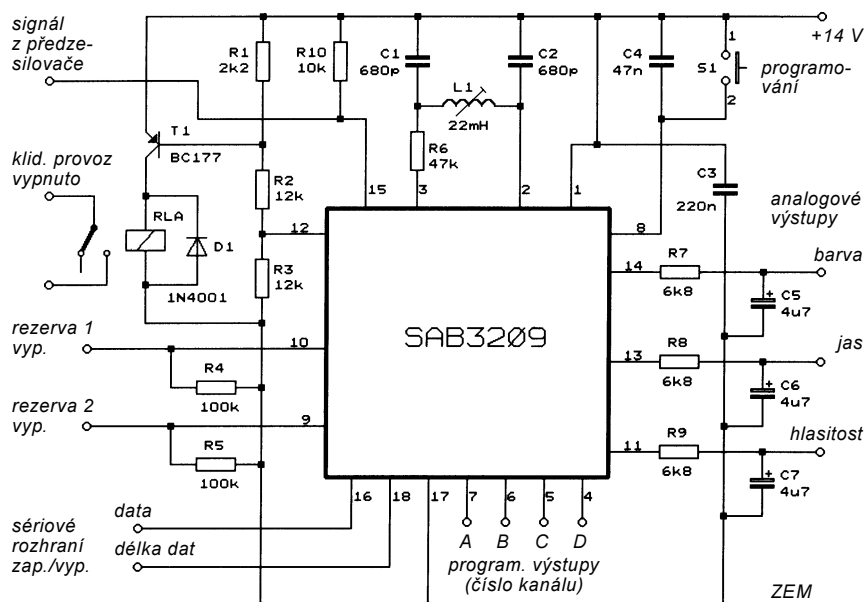 signál
z předze-
silovače
R1
2k2
R10
10k
C1
680p
C2
680p
C4
47n
1
S1
2
+14 V
programo-
vání
L1
22mH
T1
BC177
R6
47k
klid. provoz
vypnuto
R2
12k
15
3
2
1
C3
220n
RLA
D1
1N4001
12
8
analogové
výstupy
R3
12k
14
R7
6k8
barva
+
C5
4u7
rezerva 1
vyp.
10
SAB3209
13
R8
6k8
jas
R4
100k
+
C6
4u7
rezerva 2
vyp.
9
11
R9
6k8
hlasitost
R5
100k
+
C7
4u7
16
18
17
7
6
5
4
sériové
rozhraní
zap./vyp.
data
délka dat
A
B
C
D
program. výstupy
(číslo kanálu)
ZEM